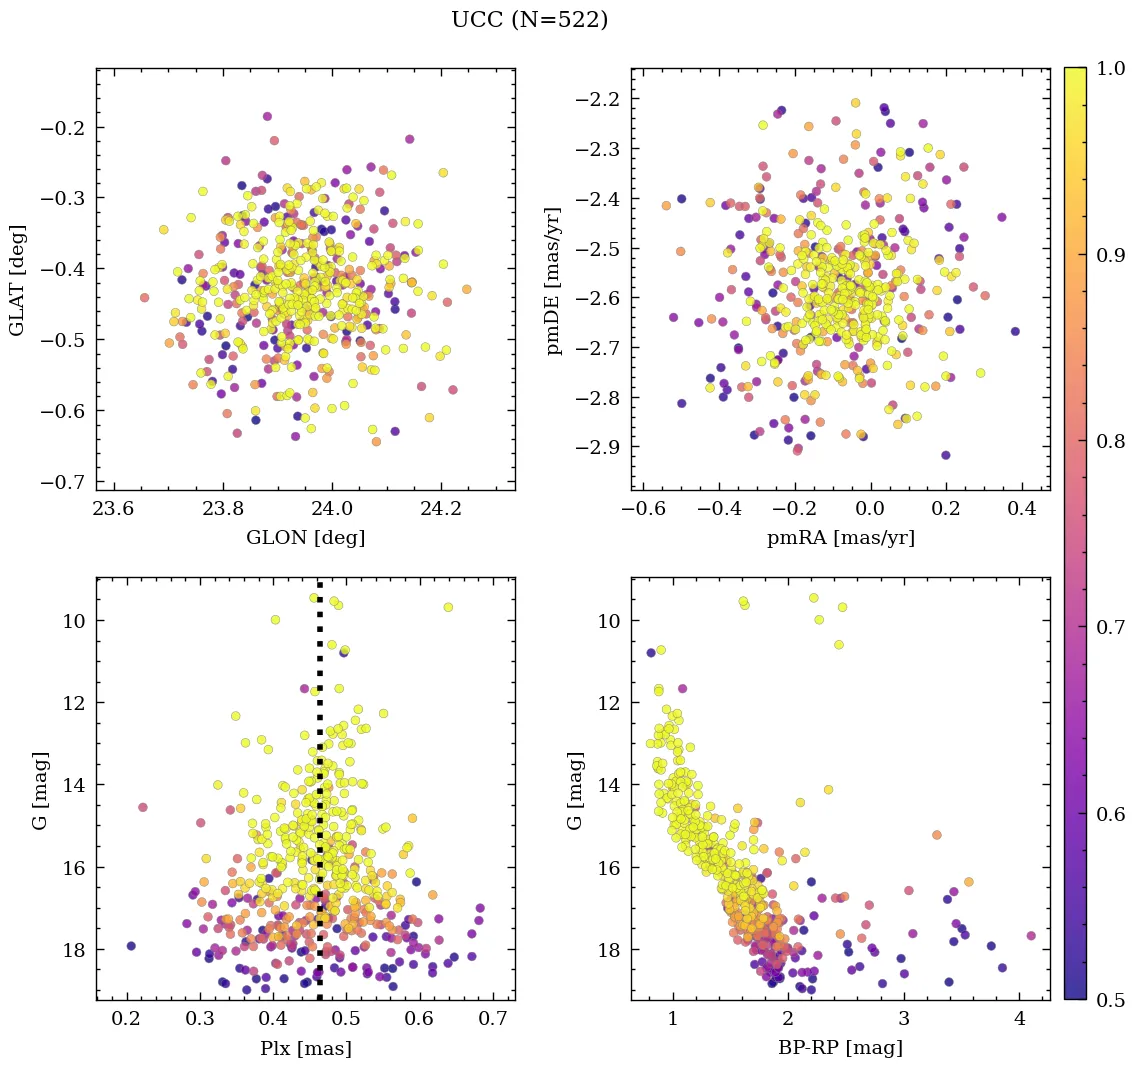 UCC (N=522)
−0.2
−0.3
−0.4
−0.5
−0.6
−0.7
GLAT [deg]
23.6 23.8 24.0 24.2
GLON [deg]
−2.2
−2.3
−2.4
−2.5
−2.6
−2.7
−2.8
−2.9
pmDE [mas/yr]
−0.6 −0.4 −0.2 0.0 0.2 0.4
pmRA [mas/yr]
10
12
14
16
18
G [mag]
0.2 0.3 0.4 0.5 0.6 0.7
Plx [mas]
10
12
14
16
18
G [mag]
1 2 3 4
BP-RP [mag]
1.0
0.9
0.8
0.7
0.6
0.5